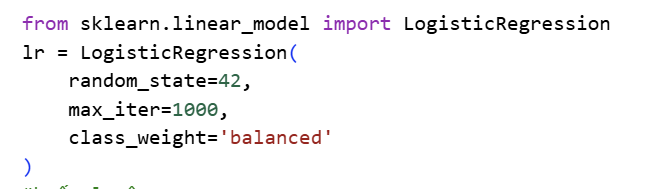 from sklearn.linear_model import LogisticRegression
lr = LogisticRegression(
    random_state=42,
    max_iter=1000,
    class_weight='balanced'
)